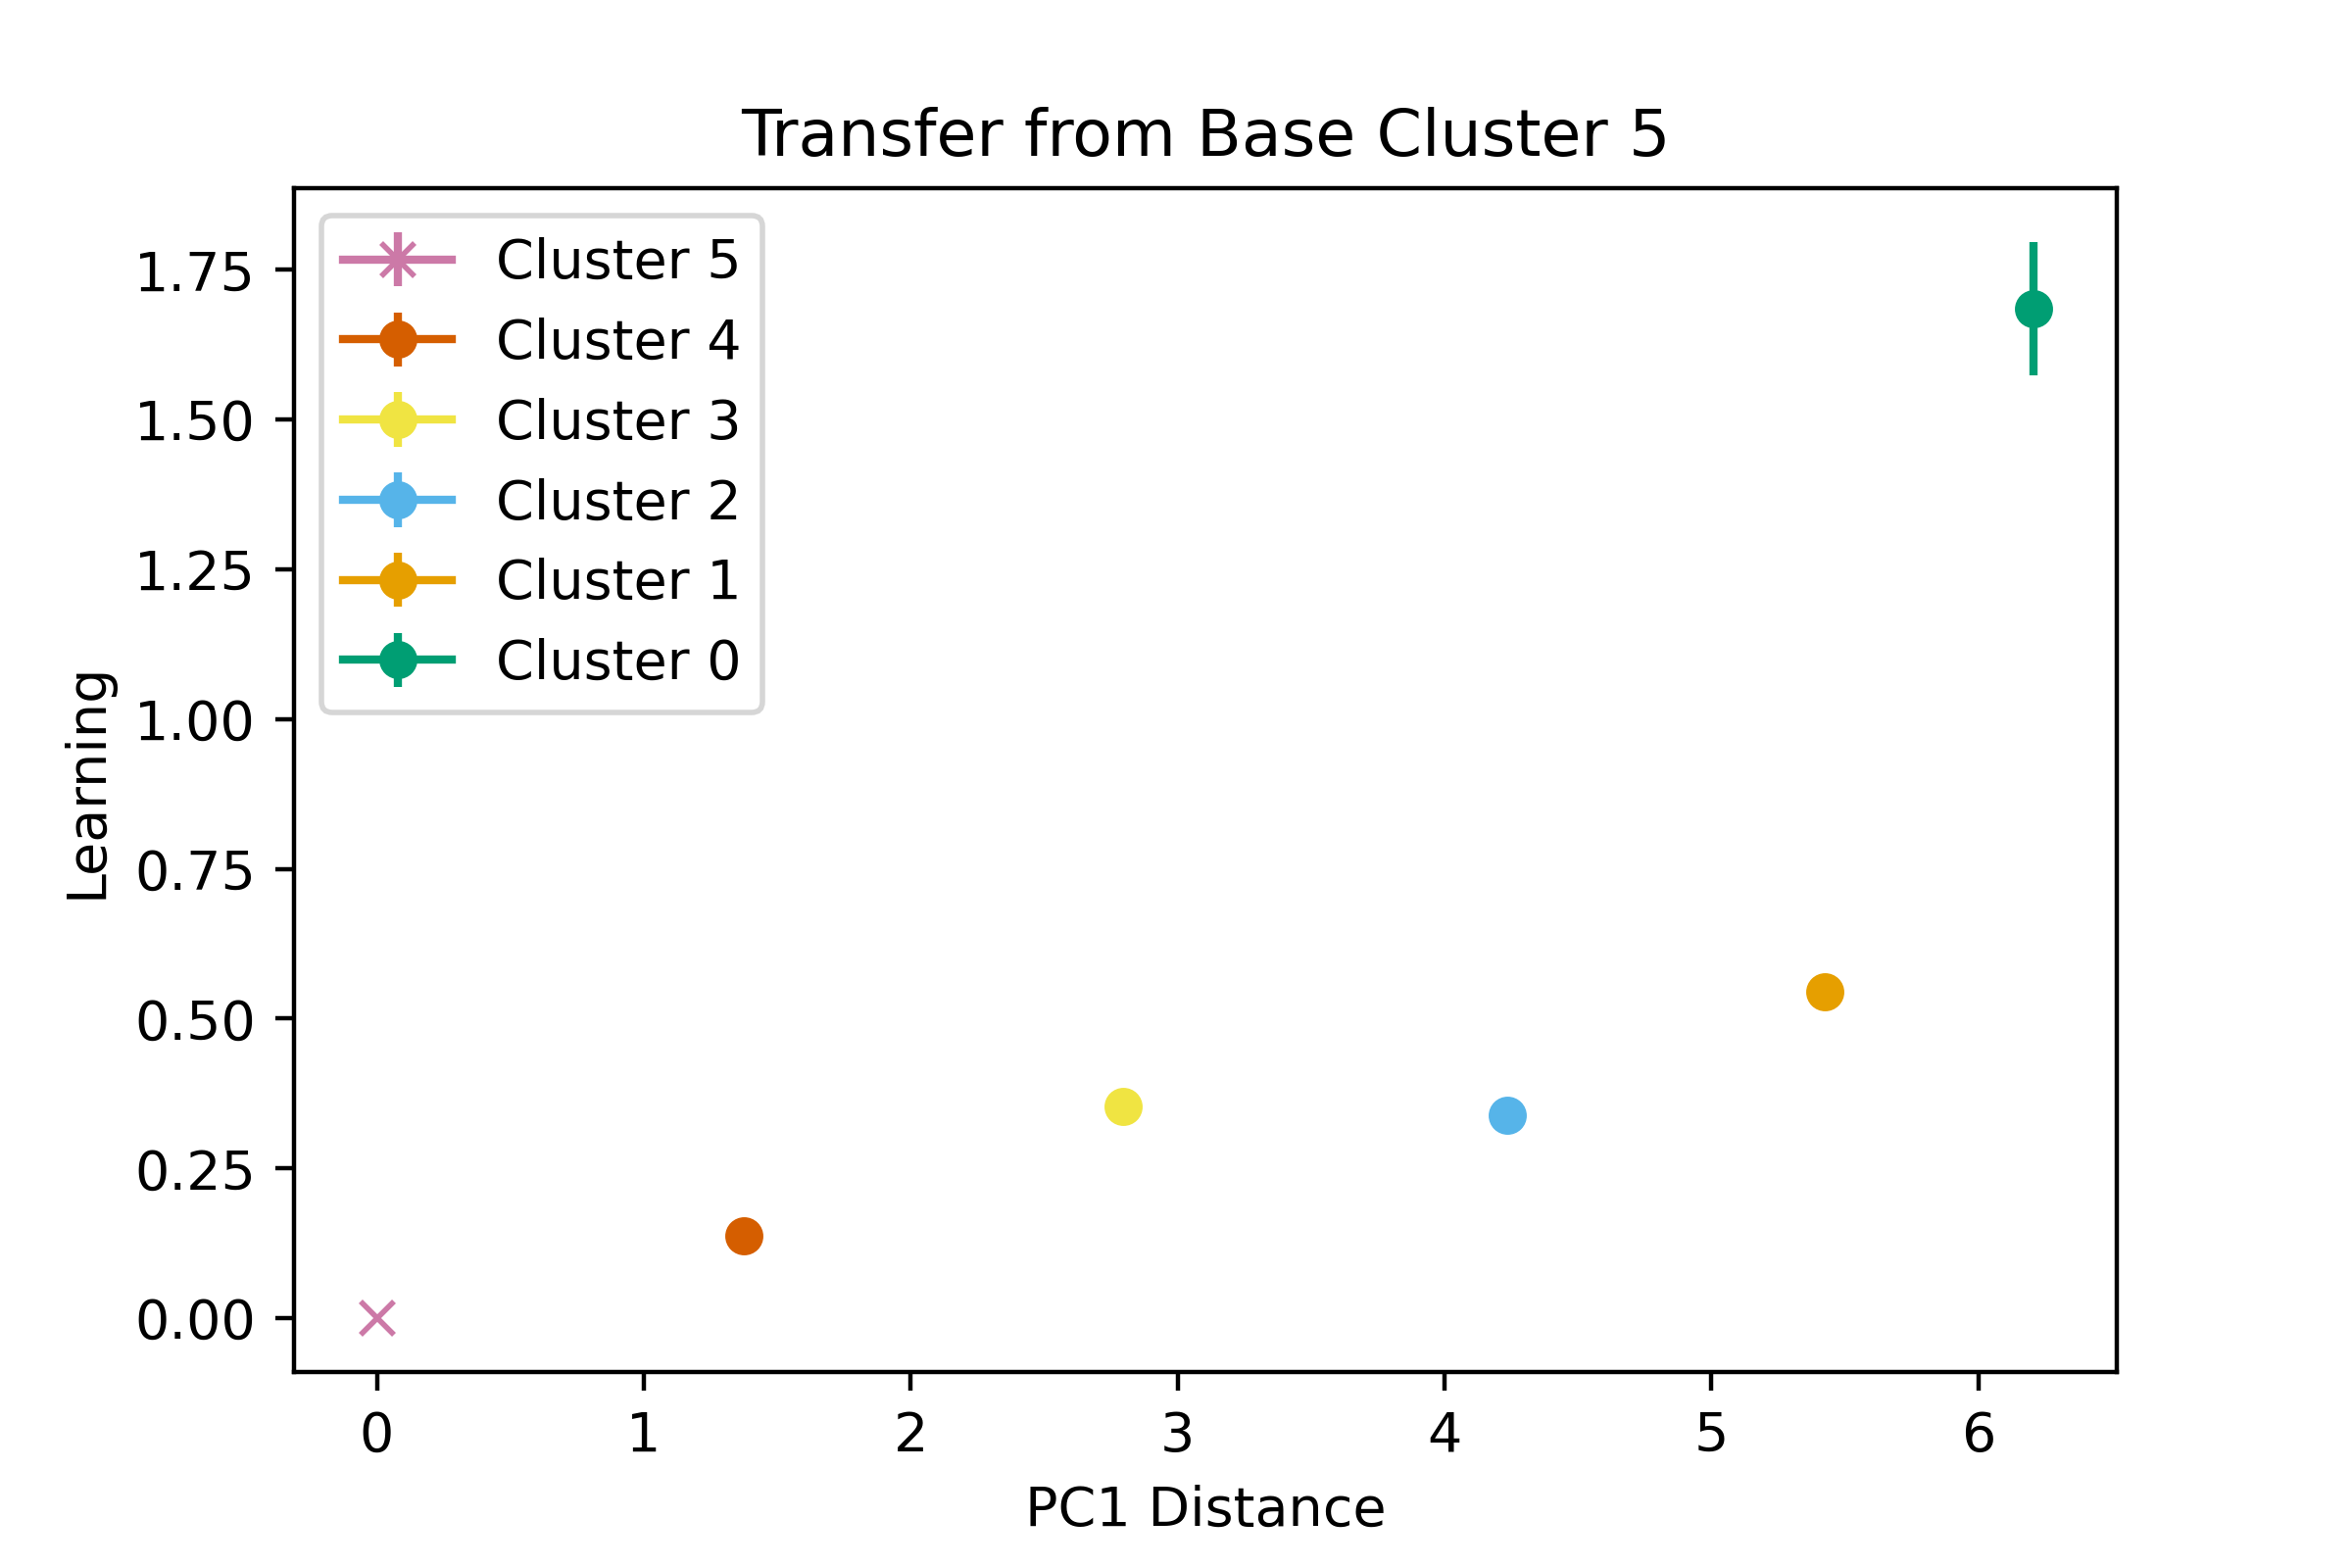 Transfer from Base Cluster 5
Cluster 5
Cluster 4
Cluster 3
Cluster 2
Cluster 1
Cluster 0
1.75
1.50
1.25
1.00
0.75
0.50
0.25
0.00
Learning
0 1 2 3 4 5 6
PC1 Distance